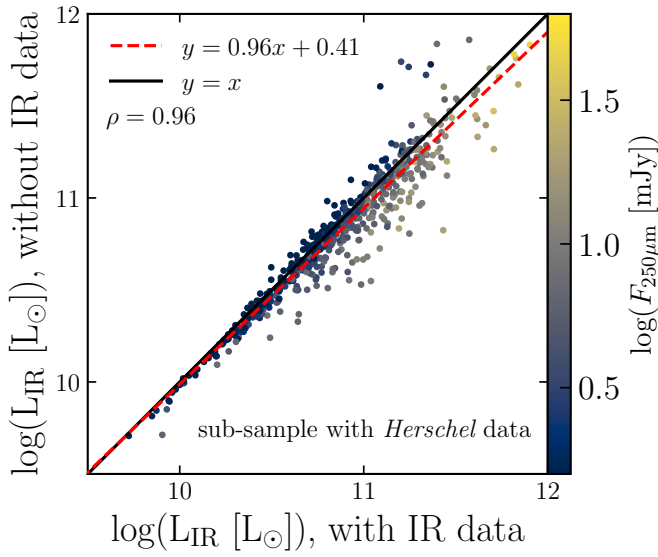 12
11
10
log(L_IR [L_⊙]), without IR data
y = 0.96x + 0.41
y = x
ρ = 0.96
sub-sample with Herschel data
10
11
12
log(L_IR [L_⊙]), with IR data
1.5
1.0
0.5
log(F_250μm [mJy])